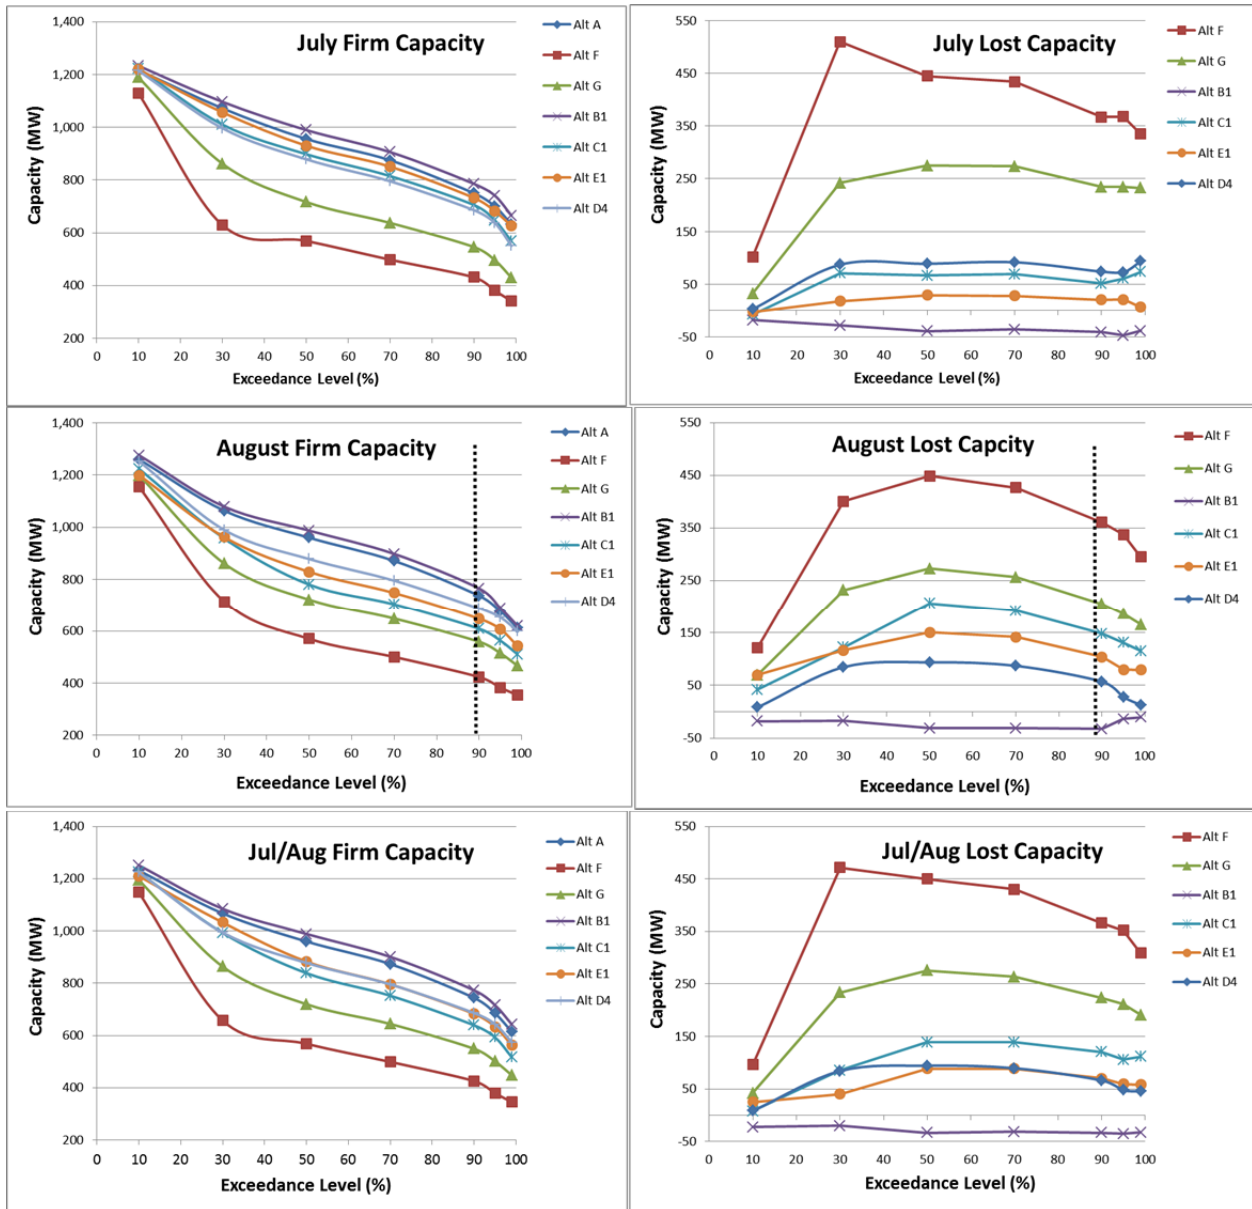 July Firm Capacity
Capacity (MW)
1,400
1,200
1,000
800
600
400
200
0 10 20 30 40 50 60 70 80 90 100
Exceedance Level (%)
Alt A
Alt F
Alt G
Alt B1
Alt C1
Alt E1
Alt D4
July Lost Capacity
Capacity (MW)
550
450
350
250
150
50
-50
0 10 20 30 40 50 60 70 80 90 100
Exceedance Level (%)
Alt F
Alt G
Alt B1
Alt C1
Alt E1
Alt D4
August Firm Capacity
Capacity (MW)
1,400
1,200
1,000
800
600
400
200
0 10 20 30 40 50 60 70 80 90 100
Exceedance Level (%)
Alt A
Alt F
Alt G
Alt B1
Alt C1
Alt E1
Alt D4
August Lost Capcity
Capacity (MW)
550
450
350
250
150
50
-50
0 10 20 30 40 50 60 70 80 90 100
Exceedance Level (%)
Alt F
Alt G
Alt B1
Alt C1
Alt E1
Alt D4
Jul/Aug Firm Capacity
Capacity (MW)
1,400
1,200
1,000
800
600
400
200
0 10 20 30 40 50 60 70 80 90 100
Exceedance Level (%)
Alt A
Alt F
Alt G
Alt B1
Alt C1
Alt E1
Alt D4
Jul/Aug Lost Capacity
Capacity (MW)
550
450
350
250
150
50
-50
0 10 20 30 40 50 60 70 80 90 100
Exceedance Level (%)
Alt F
Alt G
Alt B1
Alt C1
Alt E1
Alt D4